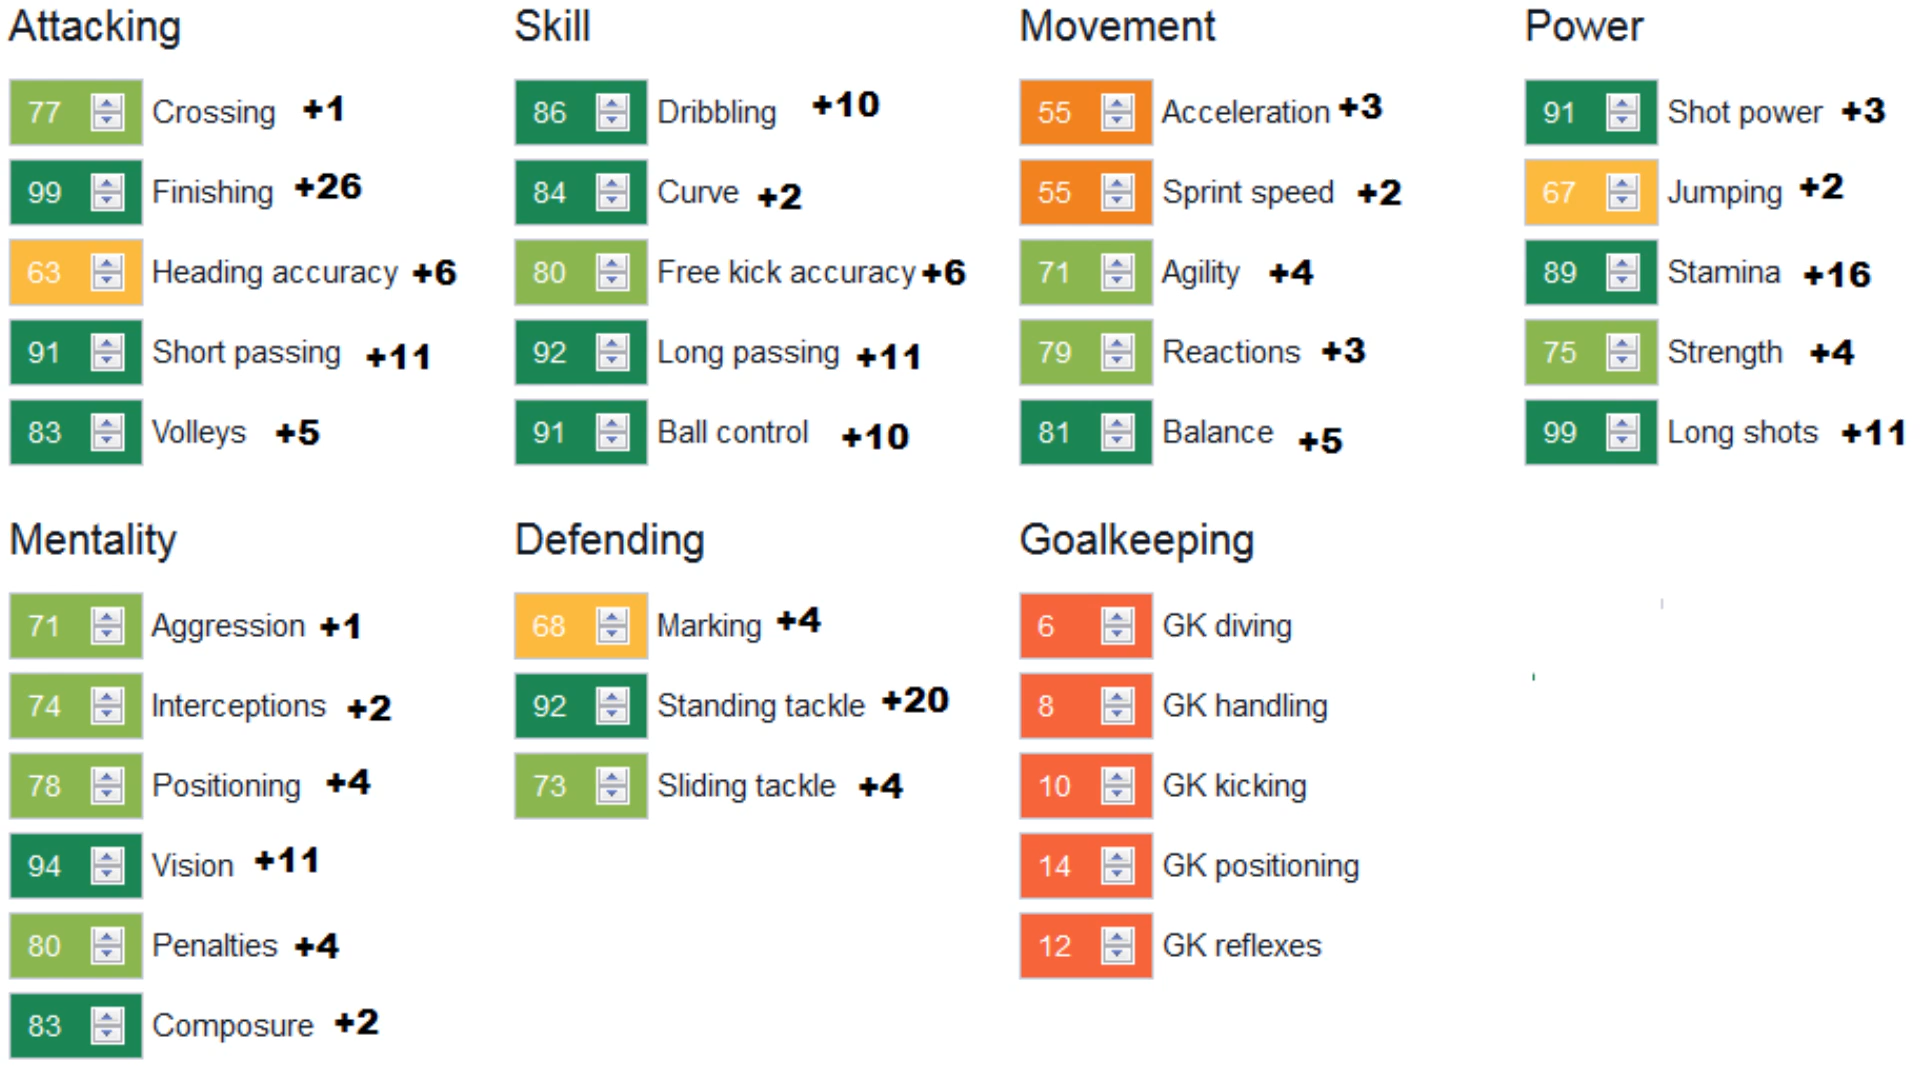 Attacking
77 Crossing +1
99 Finishing +26
63 Heading accuracy +6
91 Short passing +11
83 Volleys +5
Skill
86 Dribbling +10
84 Curve +2
80 Free kick accuracy +6
92 Long passing +11
91 Ball control +10
Movement
55 Acceleration +3
55 Sprint speed +2
71 Agility +4
79 Reactions +3
81 Balance +5
Power
91 Shot power +3
67 Jumping +2
89 Stamina +16
75 Strength +4
99 Long shots +11
Mentality
71 Aggression +1
74 Interceptions +2
78 Positioning +4
94 Vision +11
80 Penalties +4
83 Composure +2
Defending
68 Marking +4
92 Standing tackle +20
73 Sliding tackle +4
Goalkeeping
6 GK diving
8 GK handling
10 GK kicking
14 GK positioning
12 GK reflexes